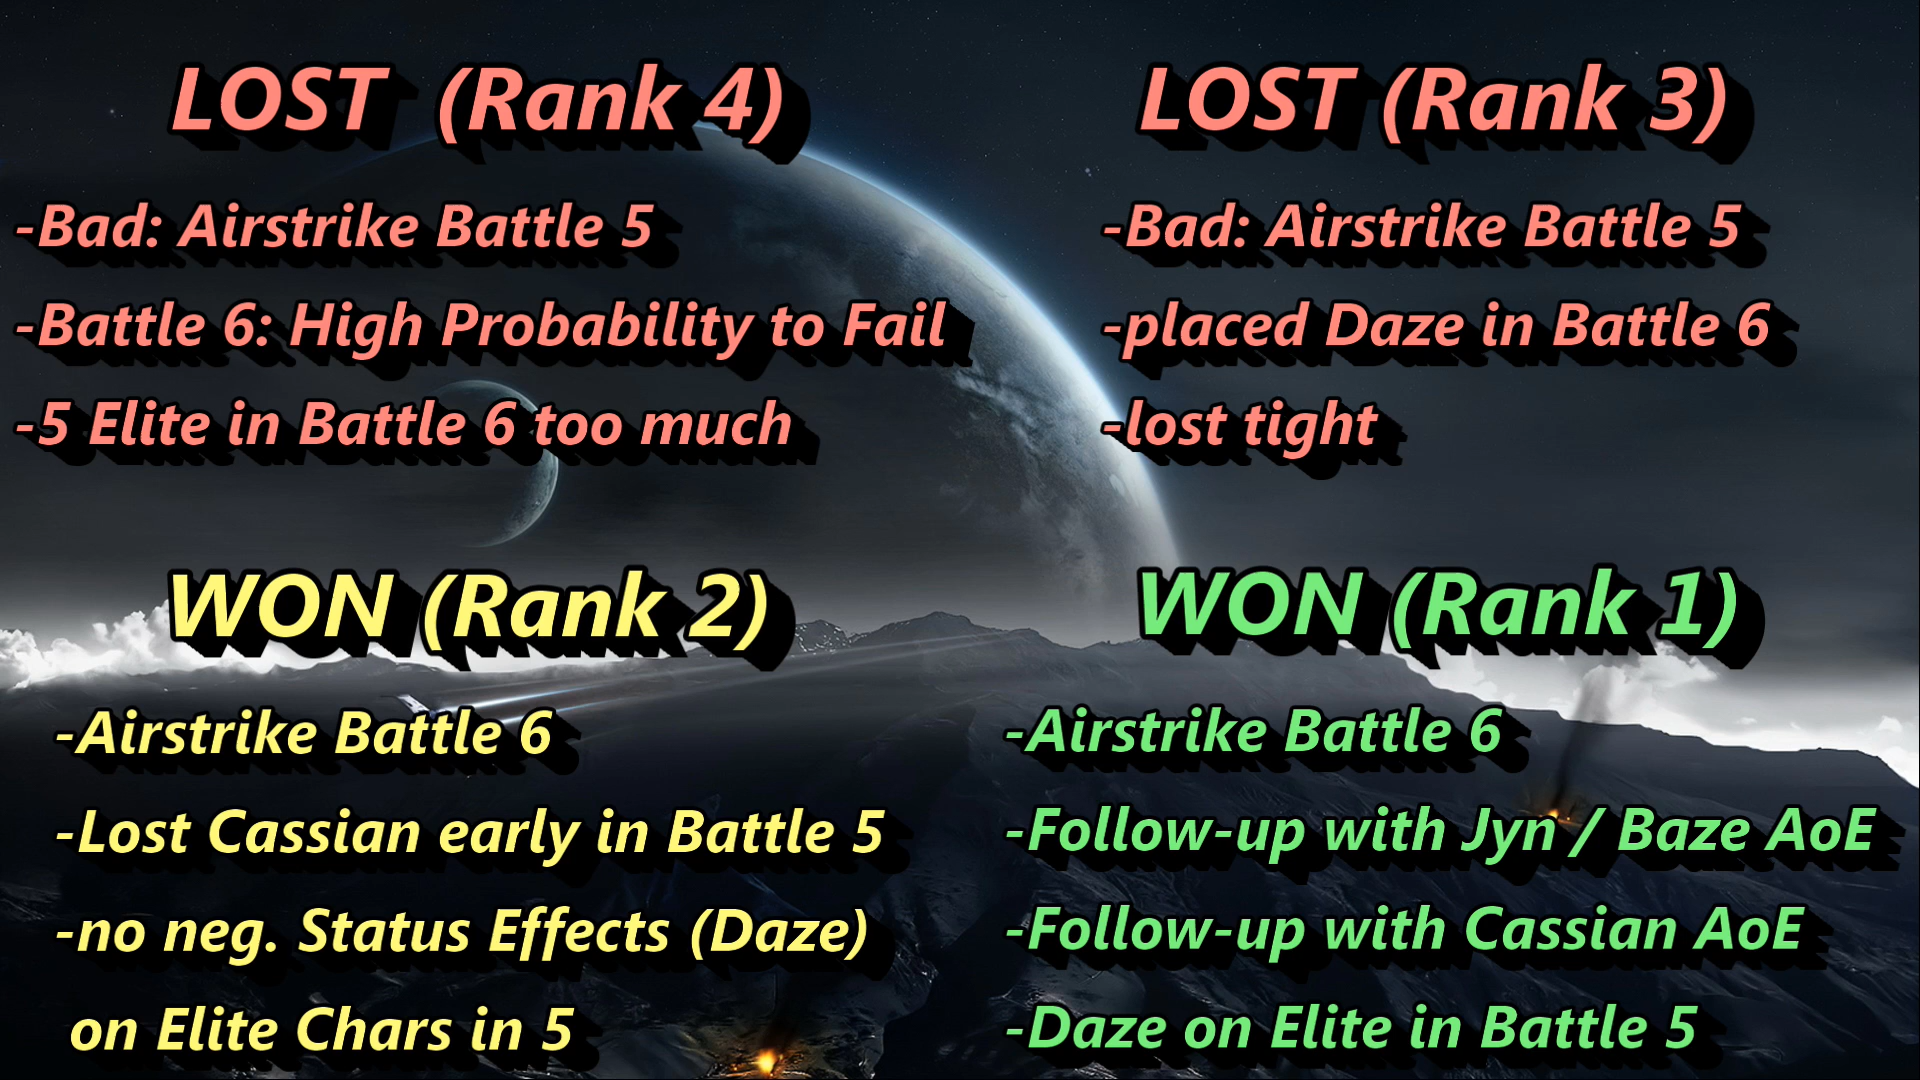 LOST (Rank 4)
-Bad: Airstrike Battle 5
-Battle 6: High Probability to Fail
-5 Elite in Battle 6 too much
LOST (Rank 3)
-Bad: Airstrike Battle 5
-placed Daze in Battle 6
-lost tight
WON (Rank 2)
-Airstrike Battle 6
-Lost Cassian early in Battle 5
-no neg. Status Effects (Daze)
on Elite Chars in 5
WON (Rank 1)
-Airstrike Battle 6
-Follow-up with Jyn / Baze AoE
-Follow-up with Cassian AoE
-Daze on Elite in Battle 5